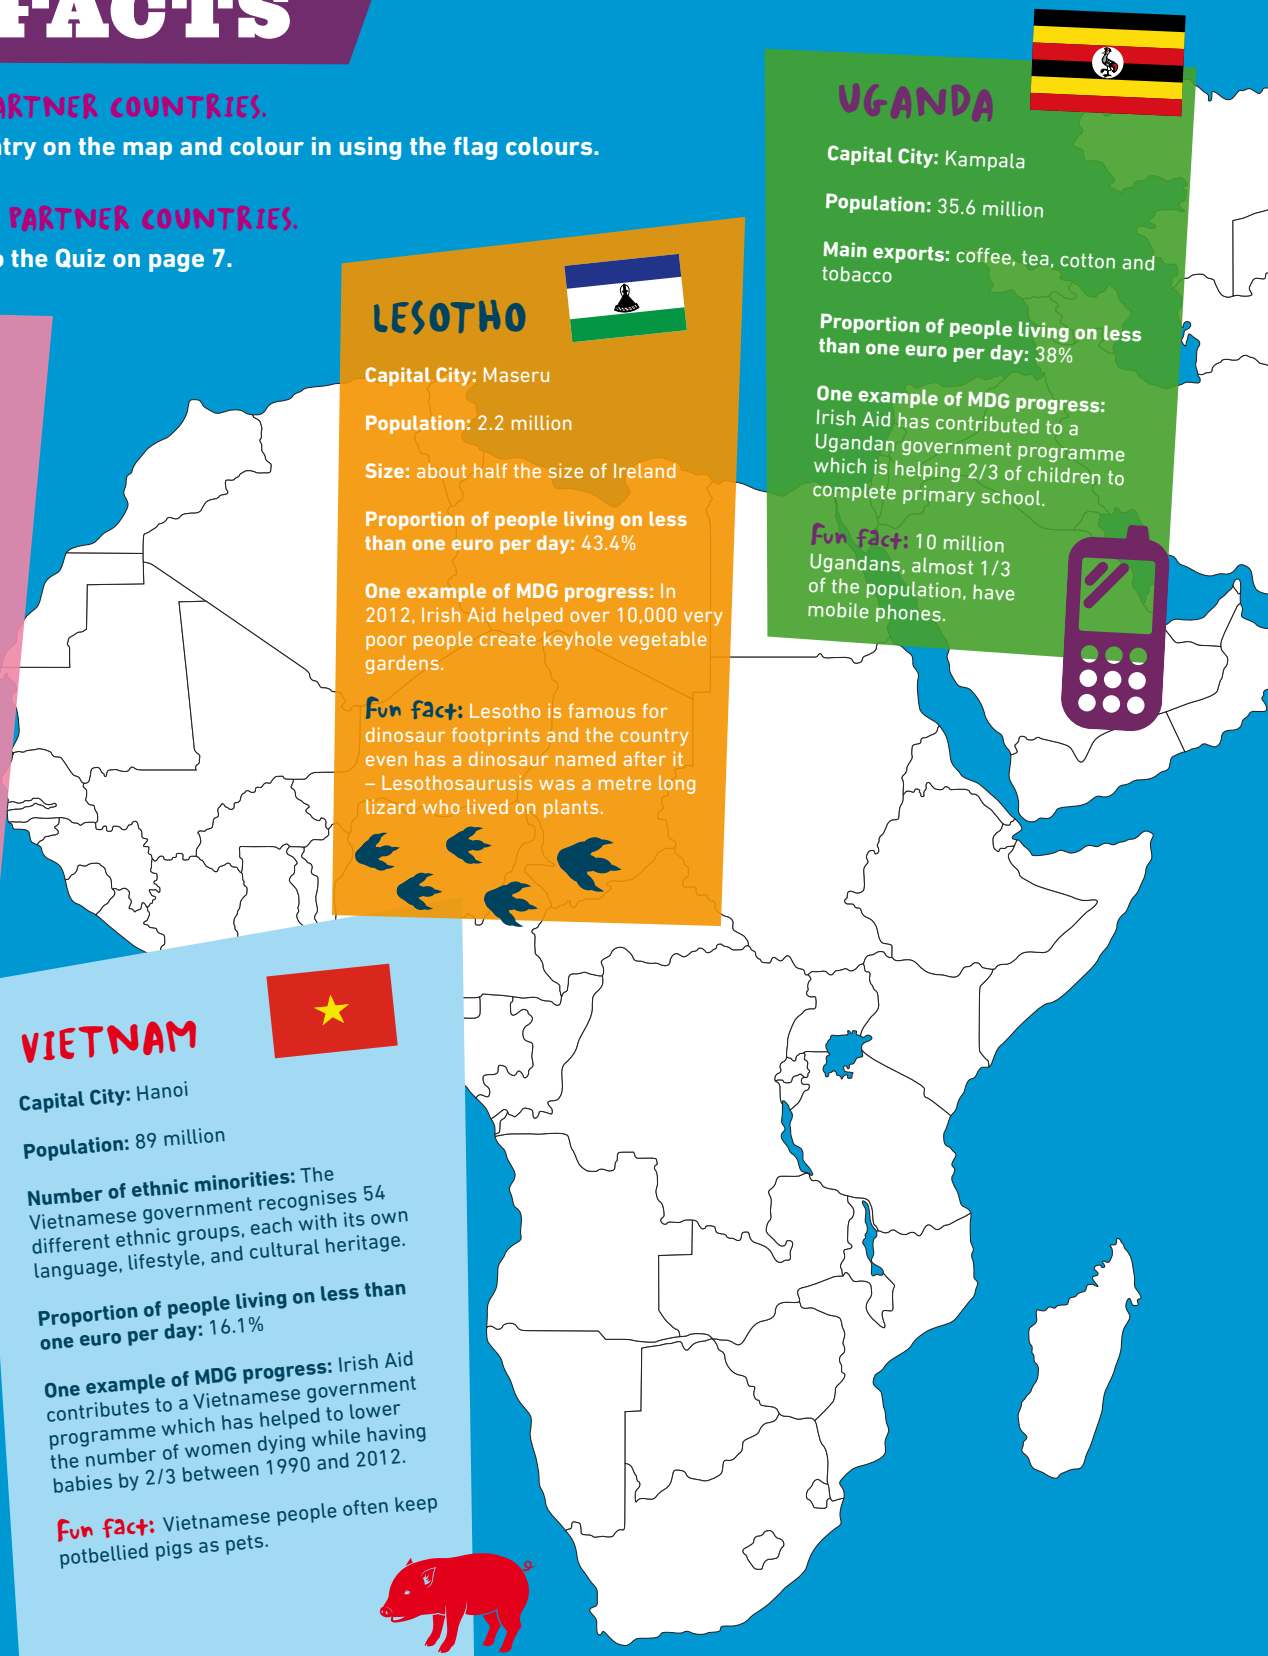 FACTS
PARTNER COUNTRIES.
on the map and colour in using the flag colours.
PARTNER COUNTRIES.
the Quiz on page 7.
LESOTHO
Capital City: Maseru
Population: 2.2 million
Size: about half the size of Ireland
Proportion of people living on less
than one euro per day: 43.4%
One example of MDG progress: In
2012, Irish Aid helped over 10,000 very
poor people create keyhole vegetable
gardens.
Fun fact: Lesotho is famous for
dinosaur footprints and the country
even has a dinosaur named after it
– Lesothosaurusis was a metre long
lizard who lived on plants.
UGANDA
Capital City: Kampala
Population: 35.6 million
Main exports: coffee, tea, cotton and
tobacco
Proportion of people living on less
than one euro per day: 38%
One example of MDG progress:
Irish Aid has contributed to a
Ugandan government programme
which is helping 2/3 of children to
complete primary school.
Fun fact: 10 million
Ugandans, almost 1/3
of the population, have
mobile phones.
VIETNAM
Capital City: Hanoi
Population: 89 million
Number of ethnic minorities: The
Vietnamese government recognises 54
different ethnic groups, each with its own
language, lifestyle, and cultural heritage.
Proportion of people living on less than
one euro per day: 16.1%
One example of MDG progress: Irish Aid
contributes to a Vietnamese government
programme which has helped to lower
the number of women dying while having
babies by 2/3 between 1990 and 2012.
Fun fact: Vietnamese people often keep
potbellied pigs as pets.